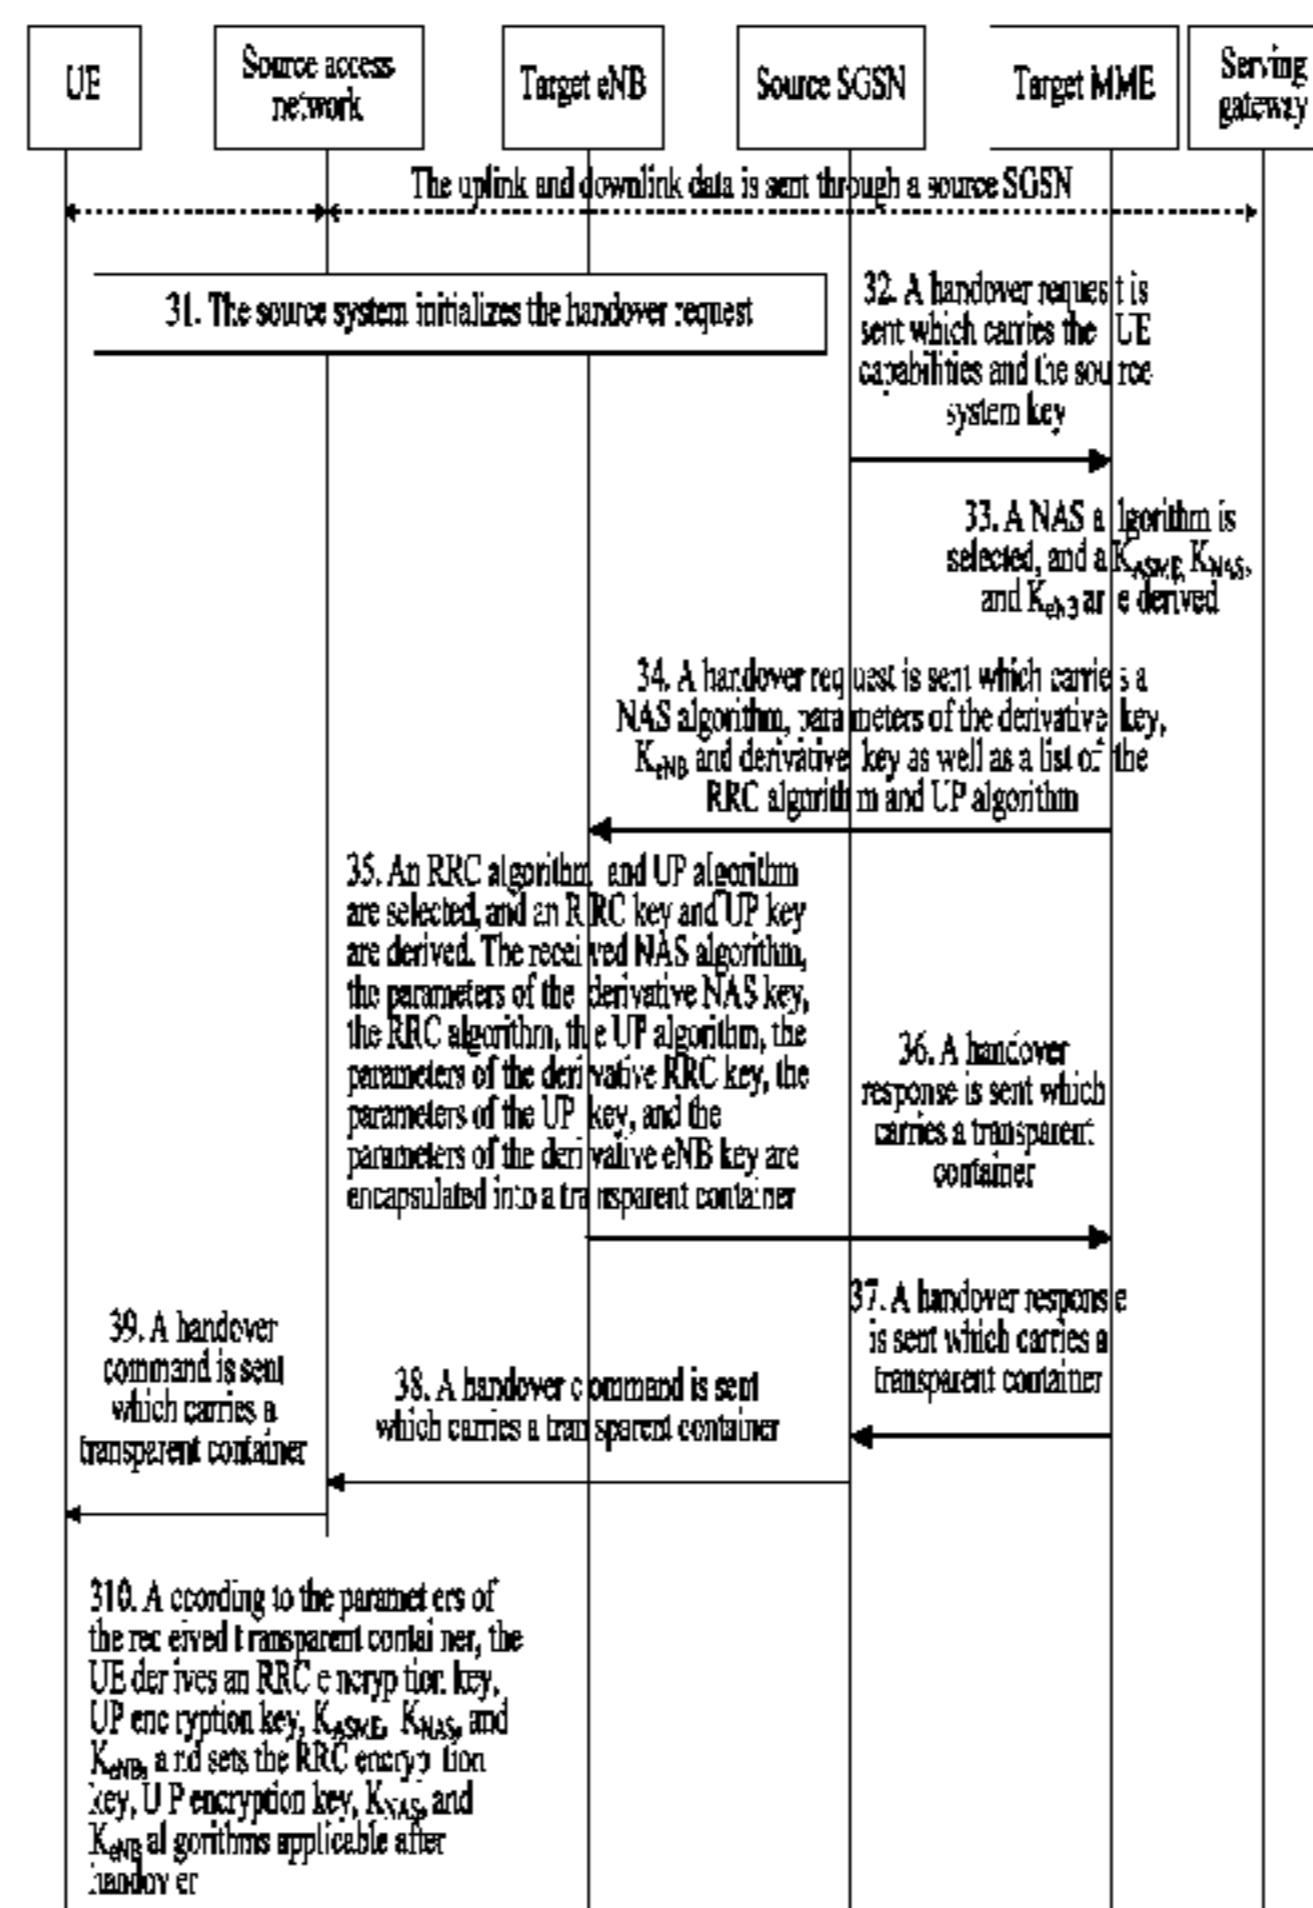 UE
Source access
network
Target eNB
Source SGSN
Target MME
Serving
gateway
The uplink and downlink data is sent through a source SGSN
31. The source system initializes the handover request
32. A handover request is
sent which carries the UE
capabilities and the source
system key
33. A NAS algorithm is
selected, and a KASME, KNAS,
and KeNB are derived
34. A handover request is sent which carries a
NAS algorithm, parameters of the derivative key,
KeNB and derivative key as well as a list of the
RRC algorithm and UP algorithm
35. An RRC algorithm and UP algorithm
are selected, and an RRC key and UP key
are derived. The received NAS algorithm,
the parameters of the derivative NAS key,
the RRC algorithm, the UP algorithm, the
parameters of the derivative RRC key, the
parameters of the UP key, and the
parameters of the derivative eNB key are
encapsulated into a transparent container
36. A handover
response is sent which
carries a transparent
container
37. A handover response
is sent which carries a
transparent container
38. A handover command is sent
which carries a transparent container
39. A handover
command is sent
which carries a
transparent container
310. According to the parameters of
the received transparent container, the
UE derives an RRC encryption key,
UP encryption key, KASME, KNAS, and
KeNB, and sets the RRC encryption
key, UP encryption key, KNAS, and
KeNB algorithms applicable after
handover